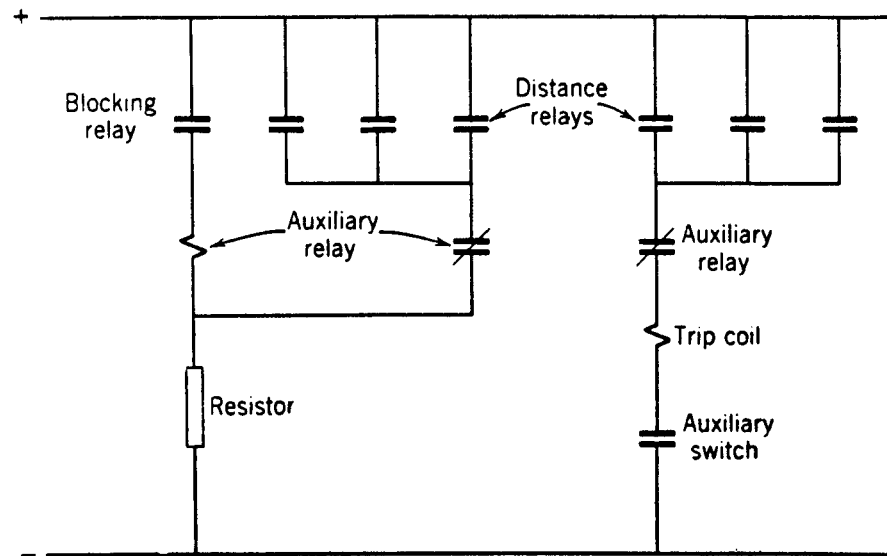 +
Blocking
relay
Distance
relays
Auxiliary
relay
Auxiliary
relay
Trip coil
Resistor
Auxiliary
switch
−